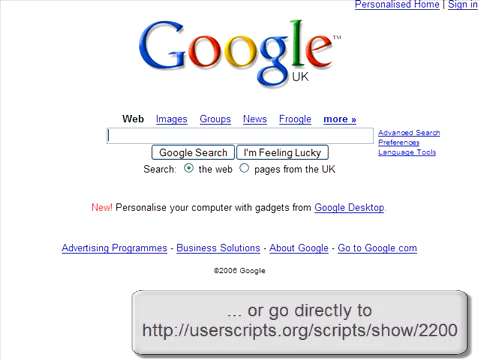 Personalised Home | Sign in
Google™
UK
Web Images Groups News Froogle more »
Advanced Search
Preferences
Language Tools
Google Search I'm Feeling Lucky
Search: the web pages from the UK
New! Personalise your computer with gadgets from Google Desktop.
Advertising Programmes - Business Solutions - About Google - Go to Google.com
©2006 Google
... or go directly to
http://userscripts.org/scripts/show/2200